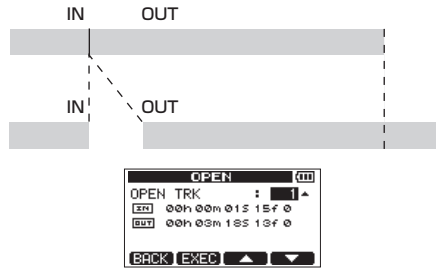 IN OUT
IN OUT
OPEN
OPEN TRK : 1
IN 00h 00m 01S 15f 0
OUT 00h 03m 18S 13f 0
BACK EXEC